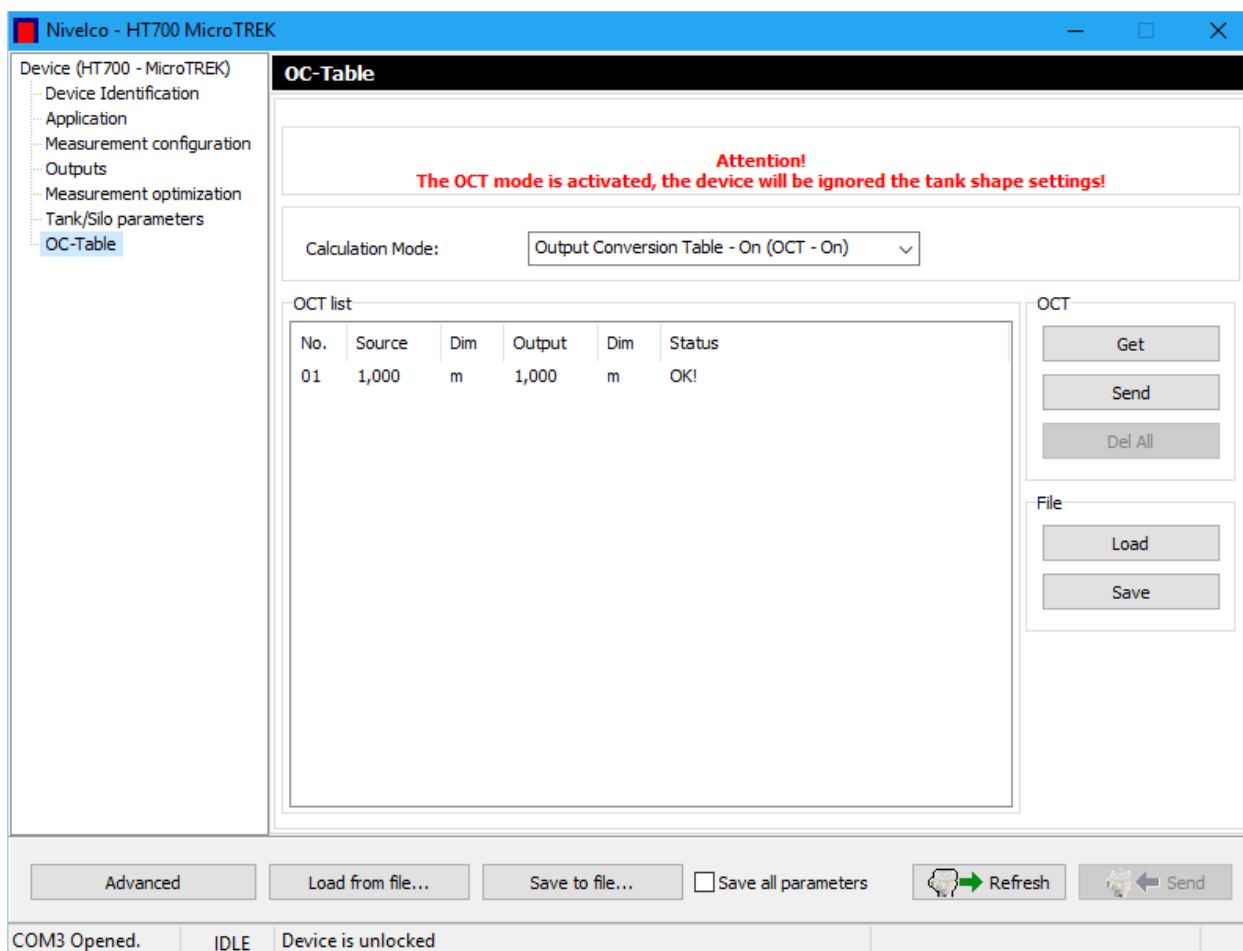 Nivelco - HT700 MicroTREK
Device (HT700 - MicroTREK)
Device Identification
Application
Measurement configuration
Outputs
Measurement optimization
Tank/Silo parameters
OC-Table
OC-Table
Attention!
The OCT mode is activated, the device will be ignored the tank shape settings!
Calculation Mode: Output Conversion Table - On (OCT - On)
OCT list
No. Source Dim Output Dim Status
01 1,000 m 1,000 m OK!
OCT
Get
Send
Del All
File
Load
Save
Advanced Load from file... Save to file... Save all parameters Refresh Send
COM3 Opened. IDLE Device is unlocked